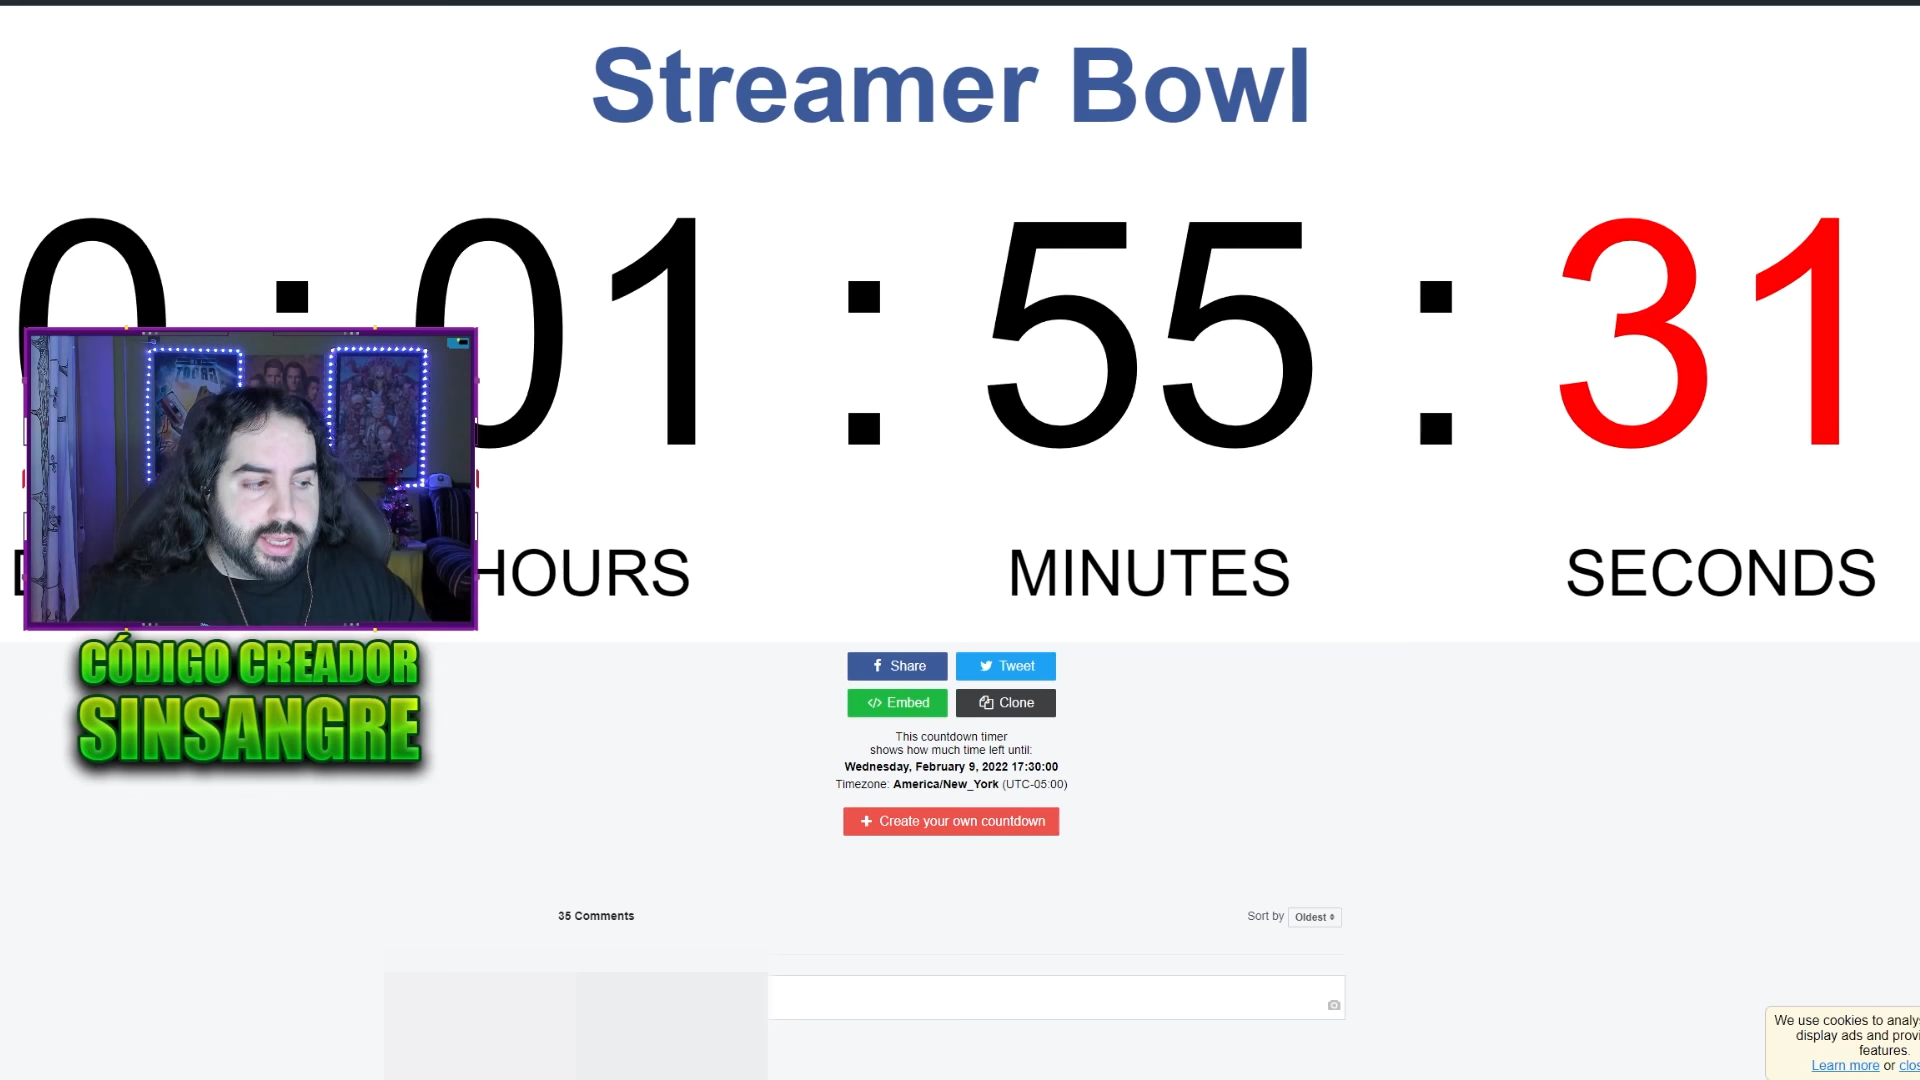 Streamer Bowl
0 : 01 : 55 : 31
HOURS MINUTES SECONDS
CÓDIGO CREADOR
SINSANGRE
Share Tweet
Embed Clone
This countdown timer
shows how much time left until:
Wednesday, February 9, 2022 17:30:00
Timezone: America/New_York (UTC-05:00)
+ Create your own countdown
35 Comments Sort by Oldest
We use cookies to analys
display ads and provi
features.
Learn more or clos